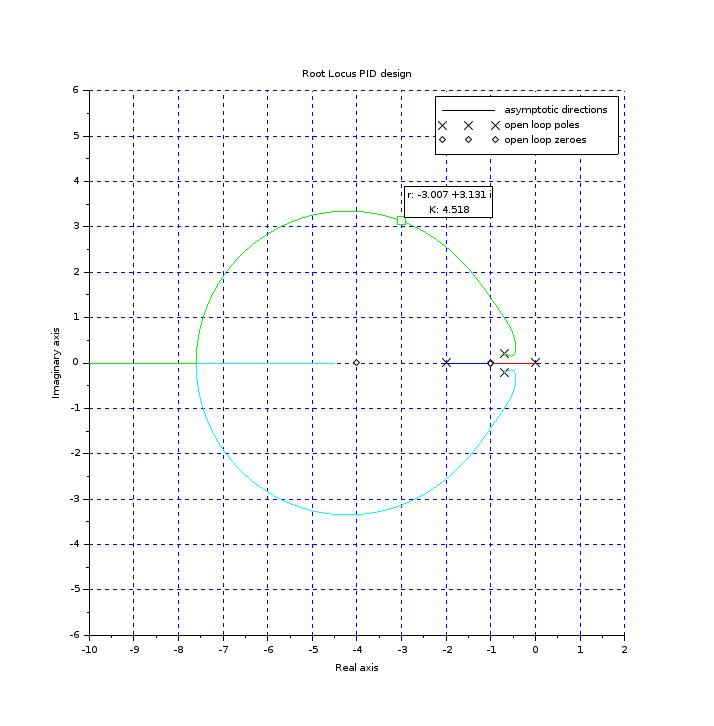 Root Locus PID design
6
asymptotic directions
open loop poles
5
open loop zeroes
4
r: -3.007 +3.131 i
K: 4.518
3
2
1
0
-1
-2
-3
-4
-5
-6
Imaginary axis
-10 -9 -8 -7 -6 -5 -4 -3 -2 -1 0 1 2
Real axis